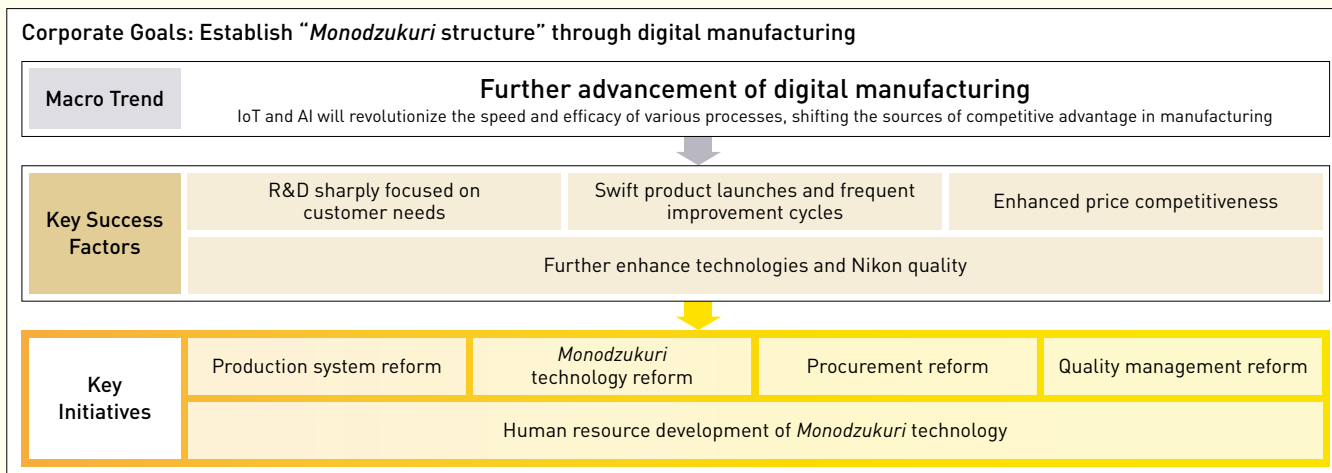 Corporate Goals: Establish “Monodzukuri structure” through digital manufacturing
Macro Trend
Further advancement of digital manufacturing
IoT and AI will revolutionize the speed and efficacy of various processes, shifting the sources of competitive advantage in manufacturing
Key Success
Factors
R&D sharply focused on
customer needs
Swift product launches and frequent
improvement cycles
Enhanced price competitiveness
Further enhance technologies and Nikon quality
Key
Initiatives
Production system reform
Monodzukuri
technology reform
Procurement reform
Quality management reform
Human resource development of Monodzukuri technology